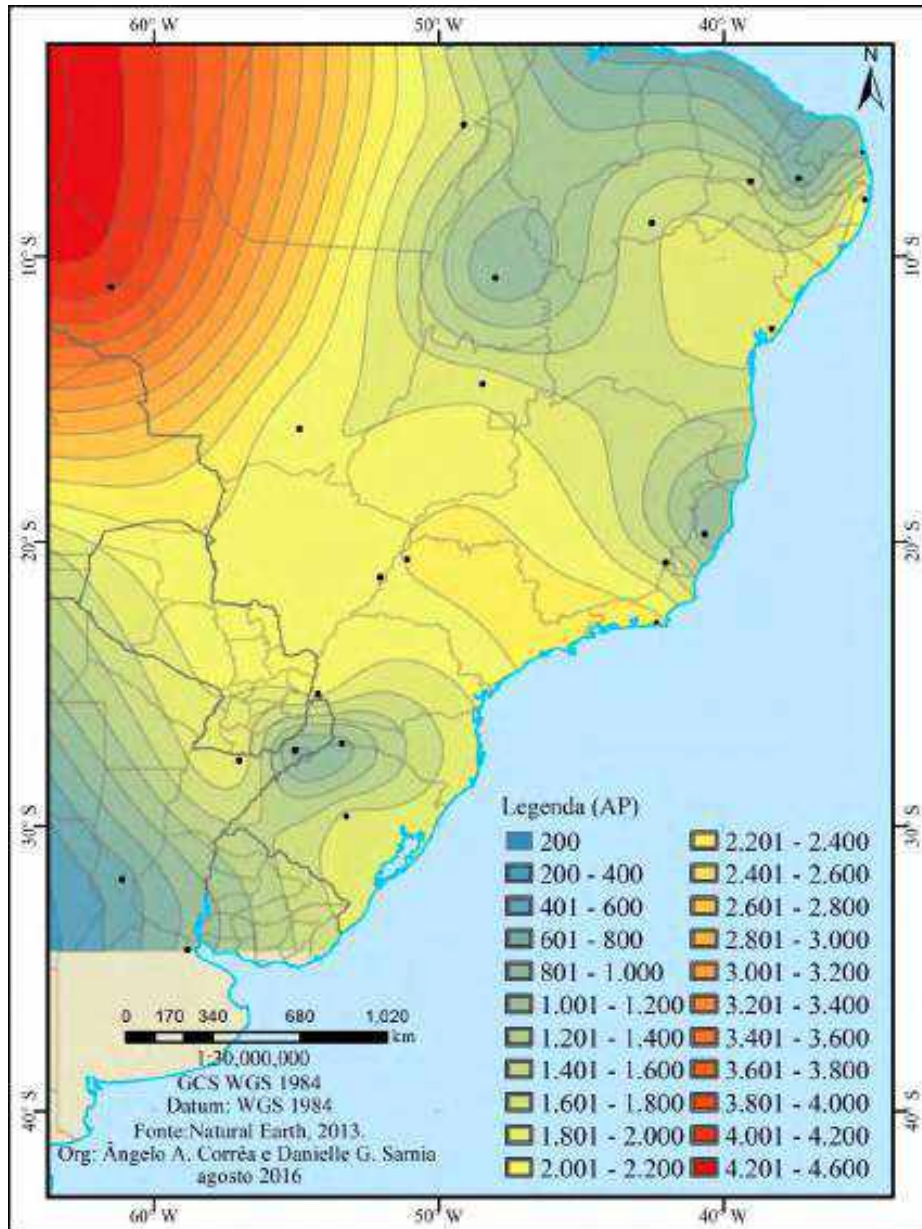 60° W 50° W 40° W
N
10° S 10° S
20° S 20° S
30° S 30° S
40° S 40° S
Legenda (AP)
200 2.201 - 2.400
200 - 400 2.401 - 2.600
401 - 600 2.601 - 2.800
601 - 800 2.801 - 3.000
801 - 1.000 3.001 - 3.200
1.001 - 1.200 3.201 - 3.400
1.201 - 1.400 3.401 - 3.600
1.401 - 1.600 3.601 - 3.800
1.601 - 1.800 3.801 - 4.000
1.801 - 2.000 4.001 - 4.200
2.001 - 2.200 4.201 - 4.600
0 170 340 680 1,020
km
1:30,000,000
GCS WGS 1984
Datum: WGS 1984
Fonte:Natural Earth, 2013.
Org: Ângelo A. Corrêa e Danielle G. Samia
agosto 2016
60° W 50° W 40° W